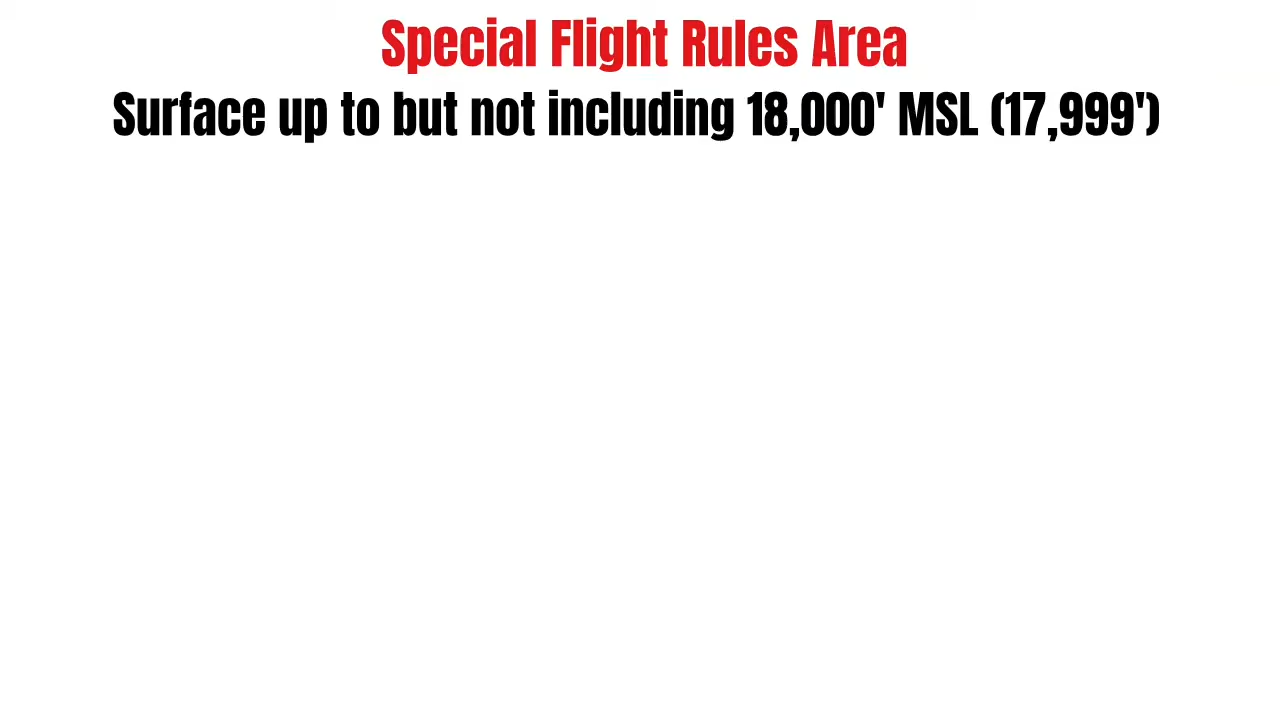 Special Flight Rules Area
Surface up to but not including 18,000' MSL (17,999')